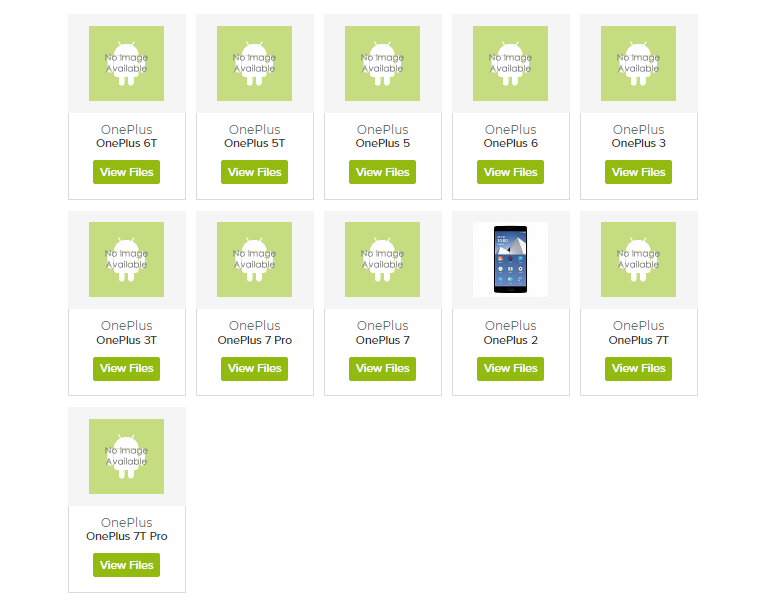 No Image
Available
OnePlus
OnePlus 6T
View Files
No Image
Available
OnePlus
OnePlus 5T
View Files
No Image
Available
OnePlus
OnePlus 5
View Files
No Image
Available
OnePlus
OnePlus 6
View Files
No Image
Available
OnePlus
OnePlus 3
View Files
No Image
Available
OnePlus
OnePlus 3T
View Files
No Image
Available
OnePlus
OnePlus 7 Pro
View Files
No Image
Available
OnePlus
OnePlus 7
View Files
OnePlus
OnePlus 2
View Files
No Image
Available
OnePlus
OnePlus 7T
View Files
No Image
Available
OnePlus
OnePlus 7T Pro
View Files